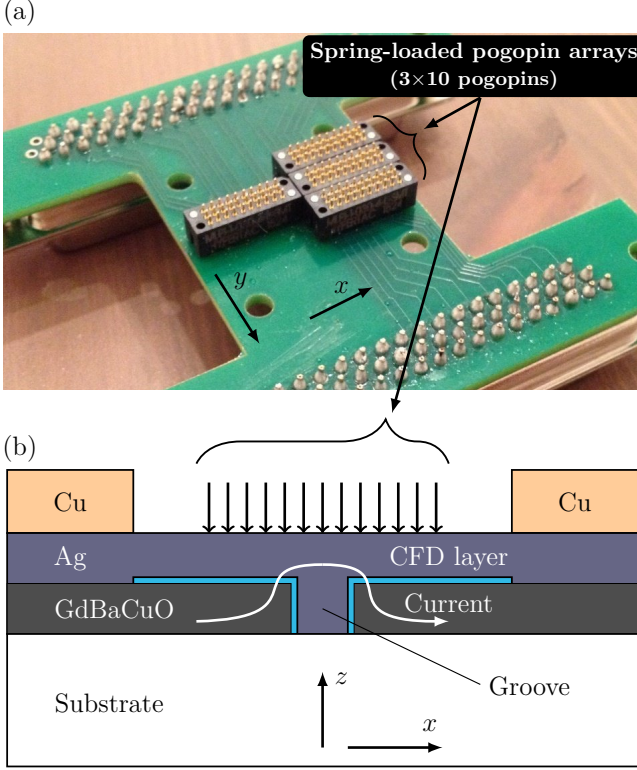 (a)
Spring-loaded pogopin arrays
(3×10 pogopins)
y
x
(b)
Cu
Cu
Ag
CFD layer
GdBaCuO
Current
z
Groove
Substrate
x